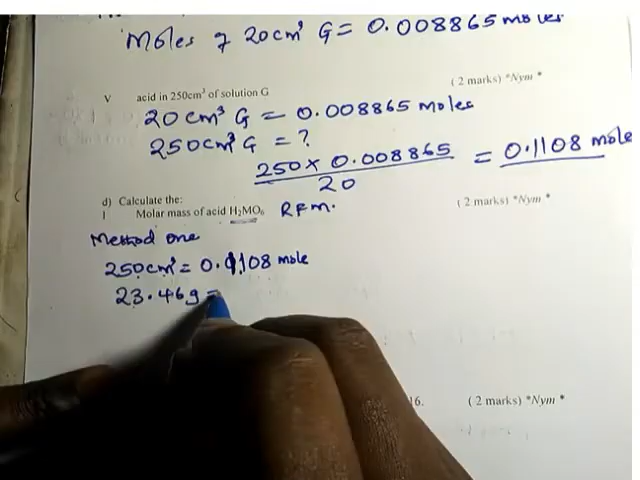 Moles of 20cm³ G = 0.008865 moles
(2 marks) *Nym *
V acid in 250cm³ of solution G
20cm³ G = 0.008865 moles
250cm³ G = ?
250 x 0.008865 = 0.1108 mole
20
d) Calculate the:
I Molar mass of acid H₂MO₆ RFM. (2 marks) *Nym *
Method one
250cm³ = 0.1108 mole
23.46g =
16. (2 marks) *Nym *